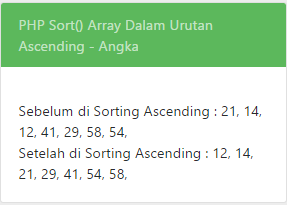 PHP Sort() Array Dalam Urutan
Ascending - Angka
Sebelum di Sorting Ascending : 21, 14,
12, 41, 29, 58, 54,
Setelah di Sorting Ascending : 12, 14,
21, 29, 41, 54, 58,